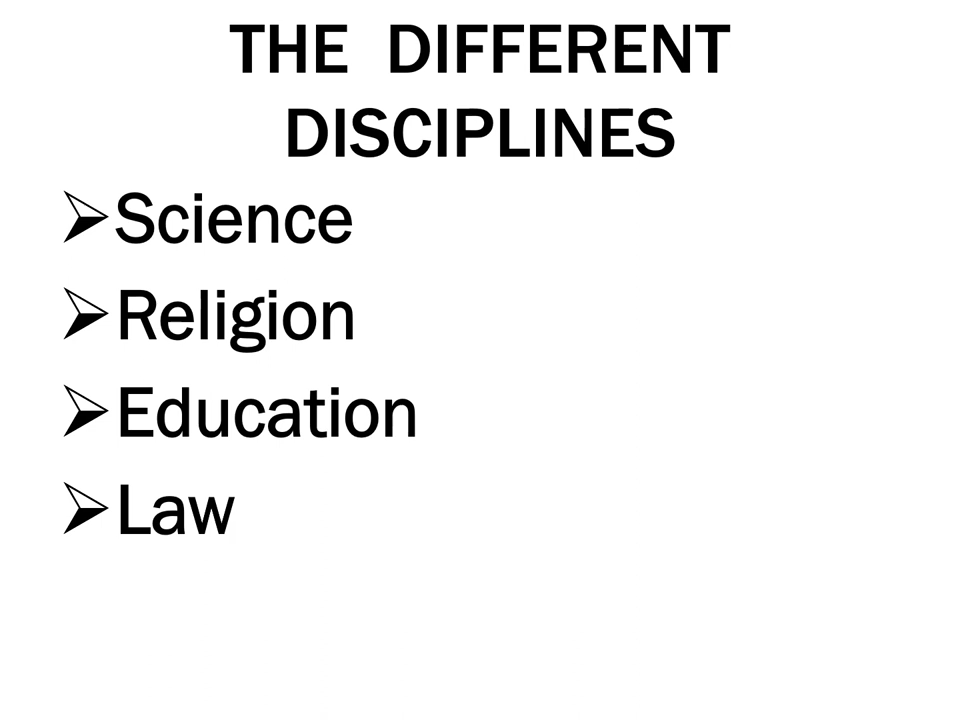 THE DIFFERENT
DISCIPLINES
➢Science
➢Religion
➢Education
➢Law